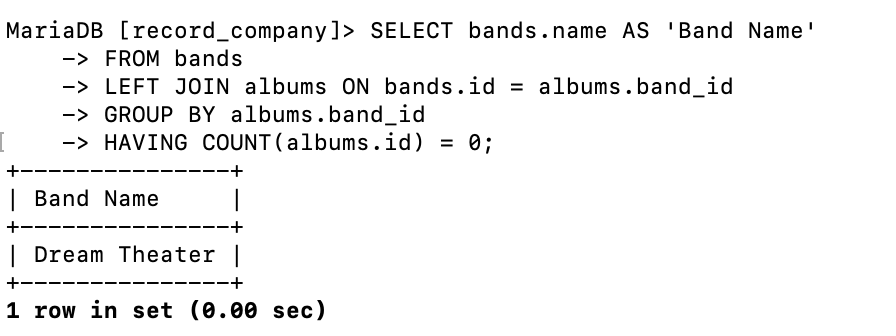 MariaDB [record_company]> SELECT bands.name AS 'Band Name'
    -> FROM bands
    -> LEFT JOIN albums ON bands.id = albums.band_id
    -> GROUP BY albums.band_id
[    -> HAVING COUNT(albums.id) = 0;
+---------------+
| Band Name     |
+---------------+
| Dream Theater |
+---------------+
1 row in set (0.00 sec)